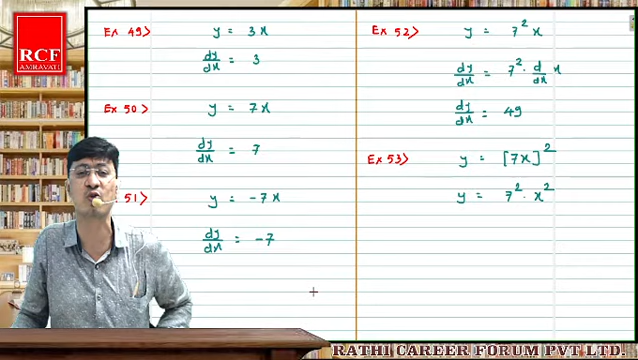 RCF
AMRAVATI
Ex 49> y = 3x
dy/dx = 3
Ex 50> y = 7x
dy/dx = 7
51> y = -7x
dy/dx = -7
Ex 52> y = 7² x
dy/dx = 7² · d/dx x
dy/dx = 49
Ex 53> y = [7x]²
y = 7² · x²
RATHI CAREER FORUM PVT LTD.